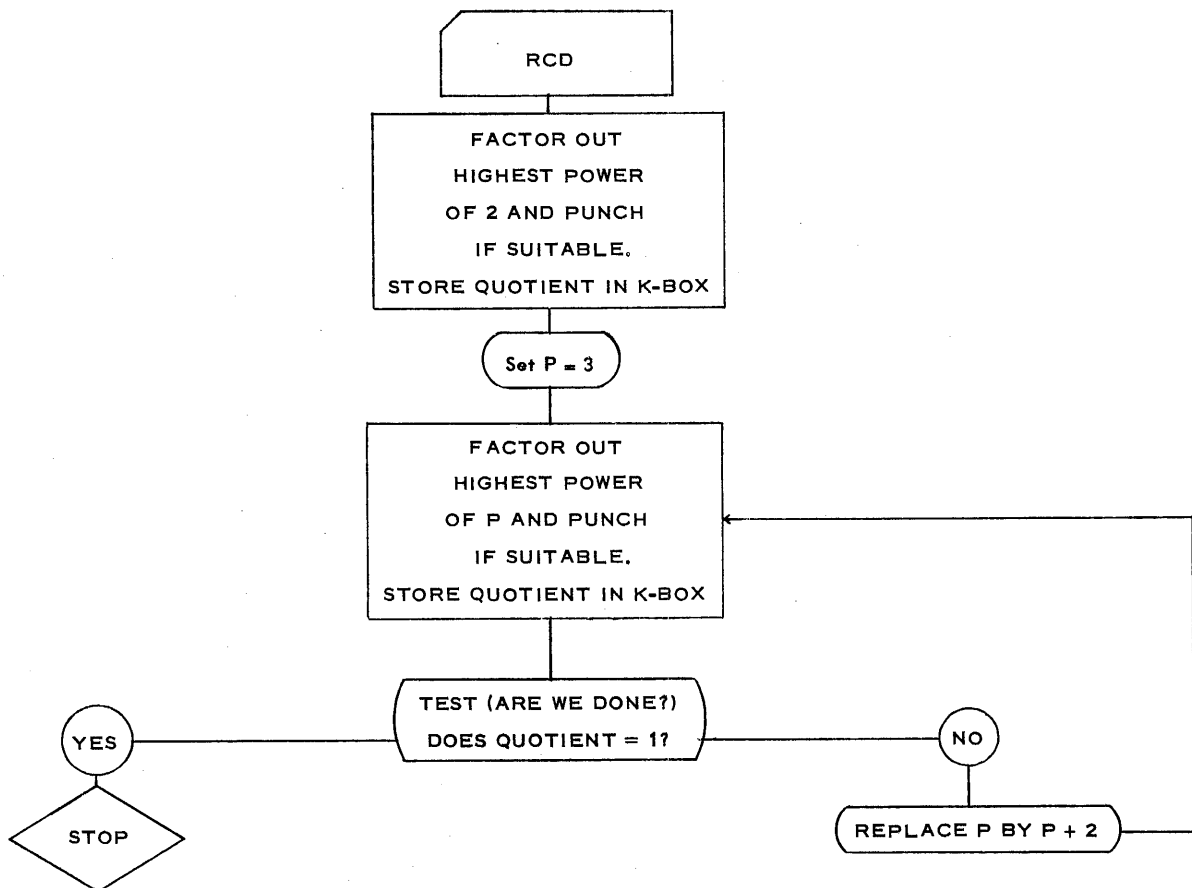 RCD
FACTOR OUT
HIGHEST POWER
OF 2 AND PUNCH
IF SUITABLE.
STORE QUOTIENT IN K-BOX
Set P = 3
FACTOR OUT
HIGHEST POWER
OF P AND PUNCH
IF SUITABLE.
STORE QUOTIENT IN K-BOX
TEST (ARE WE DONE?)
DOES QUOTIENT = 1?
YES
NO
STOP
REPLACE P BY P + 2